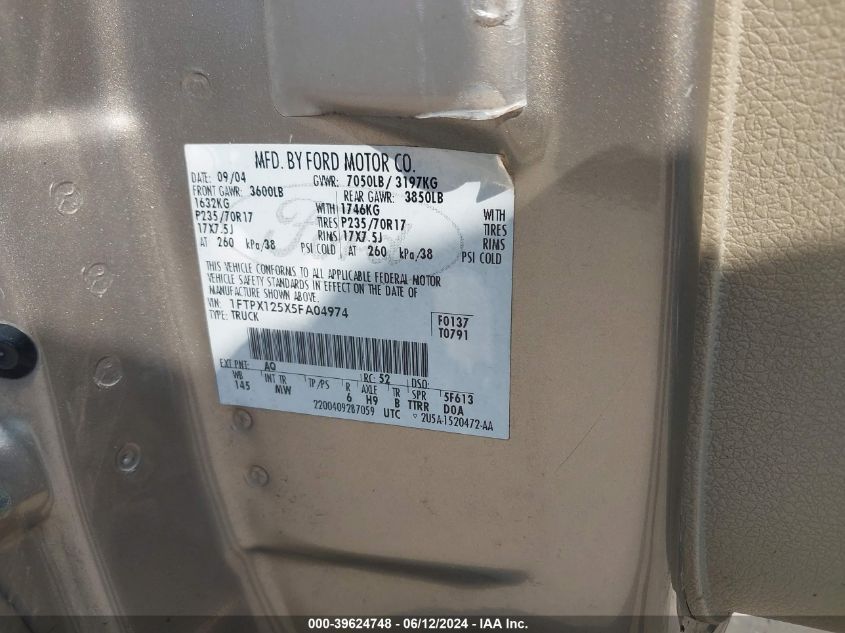 MFD. BY FORD MOTOR CO.
DATE: 09/04 GVWR: 7050LB / 3197KG
FRONT GAWR: 3600LB REAR GAWR: 3850LB
1632KG WITH 1746KG WITH
P235/70R17 TIRES P235/70R17 TIRES
17X7.5J RIMS 17X7.5J RIMS
AT 260 kPa/38 PSI COLD AT 260 kPa/38 PSI COLD
THIS VEHICLE CONFORMS TO ALL APPLICABLE FEDERAL MOTOR
VEHICLE SAFETY STANDARDS IN EFFECT ON THE DATE OF
MANUFACTURE SHOWN ABOVE.
VIN: 1FTPX125X5FA04974
TYPE: TRUCK
F0137
T0791
EXT PNT: AQ RC: 52 DSO:
WB INT TR TP/PS R AXLE TR SPR 5F613
145 MW 6 H9 B TTRR DOA
2200409287059 UTC 2U5A-1520472-AA
Ford
000-39624748 - 06/12/2024 - IAA Inc.